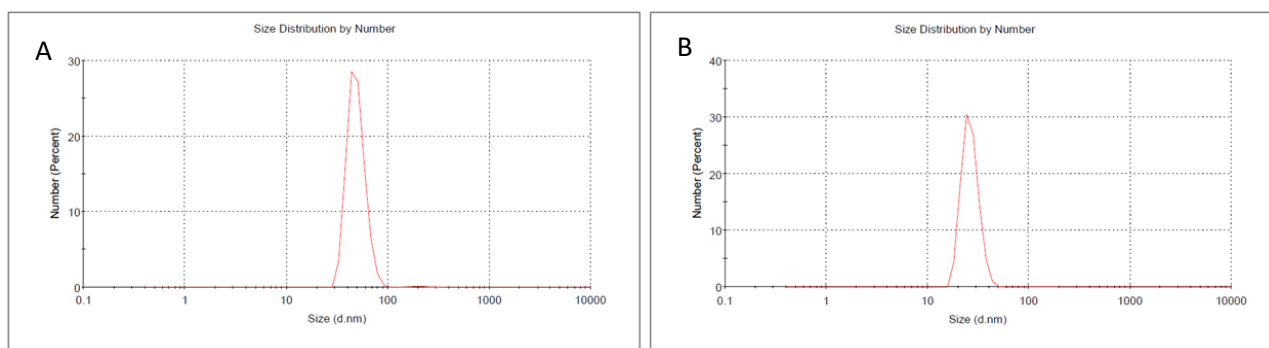 A
Size Distribution by Number
30
20
10
0
Number (Percent)
0.1 1 10 100 1000 10000
Size (d.nm)
B
Size Distribution by Number
40
30
20
10
0
Number (Percent)
0.1 1 10 100 1000 10000
Size (d.nm)